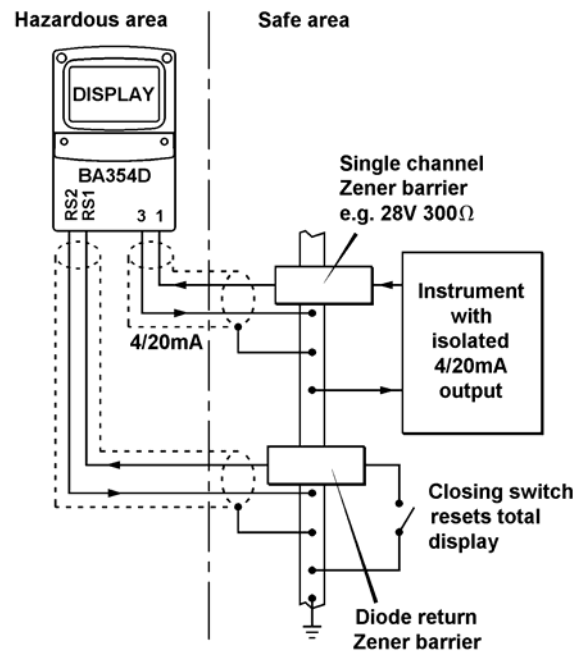 Hazardous area
Safe area
DISPLAY
BA354D
RS2
RS1
3
1
Single channel
Zener barrier
e.g. 28V 300Ω
Instrument
with
isolated
4/20mA
output
4/20mA
Closing switch
resets total
display
Diode return
Zener barrier